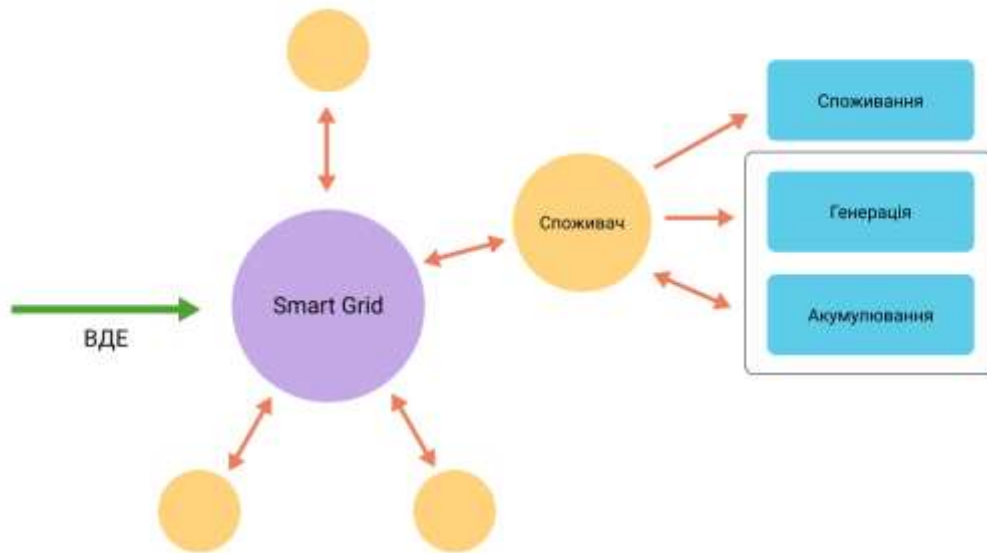 Споживання
Споживач
Генерація
Smart Grid
Акумулювання
ВДЕ